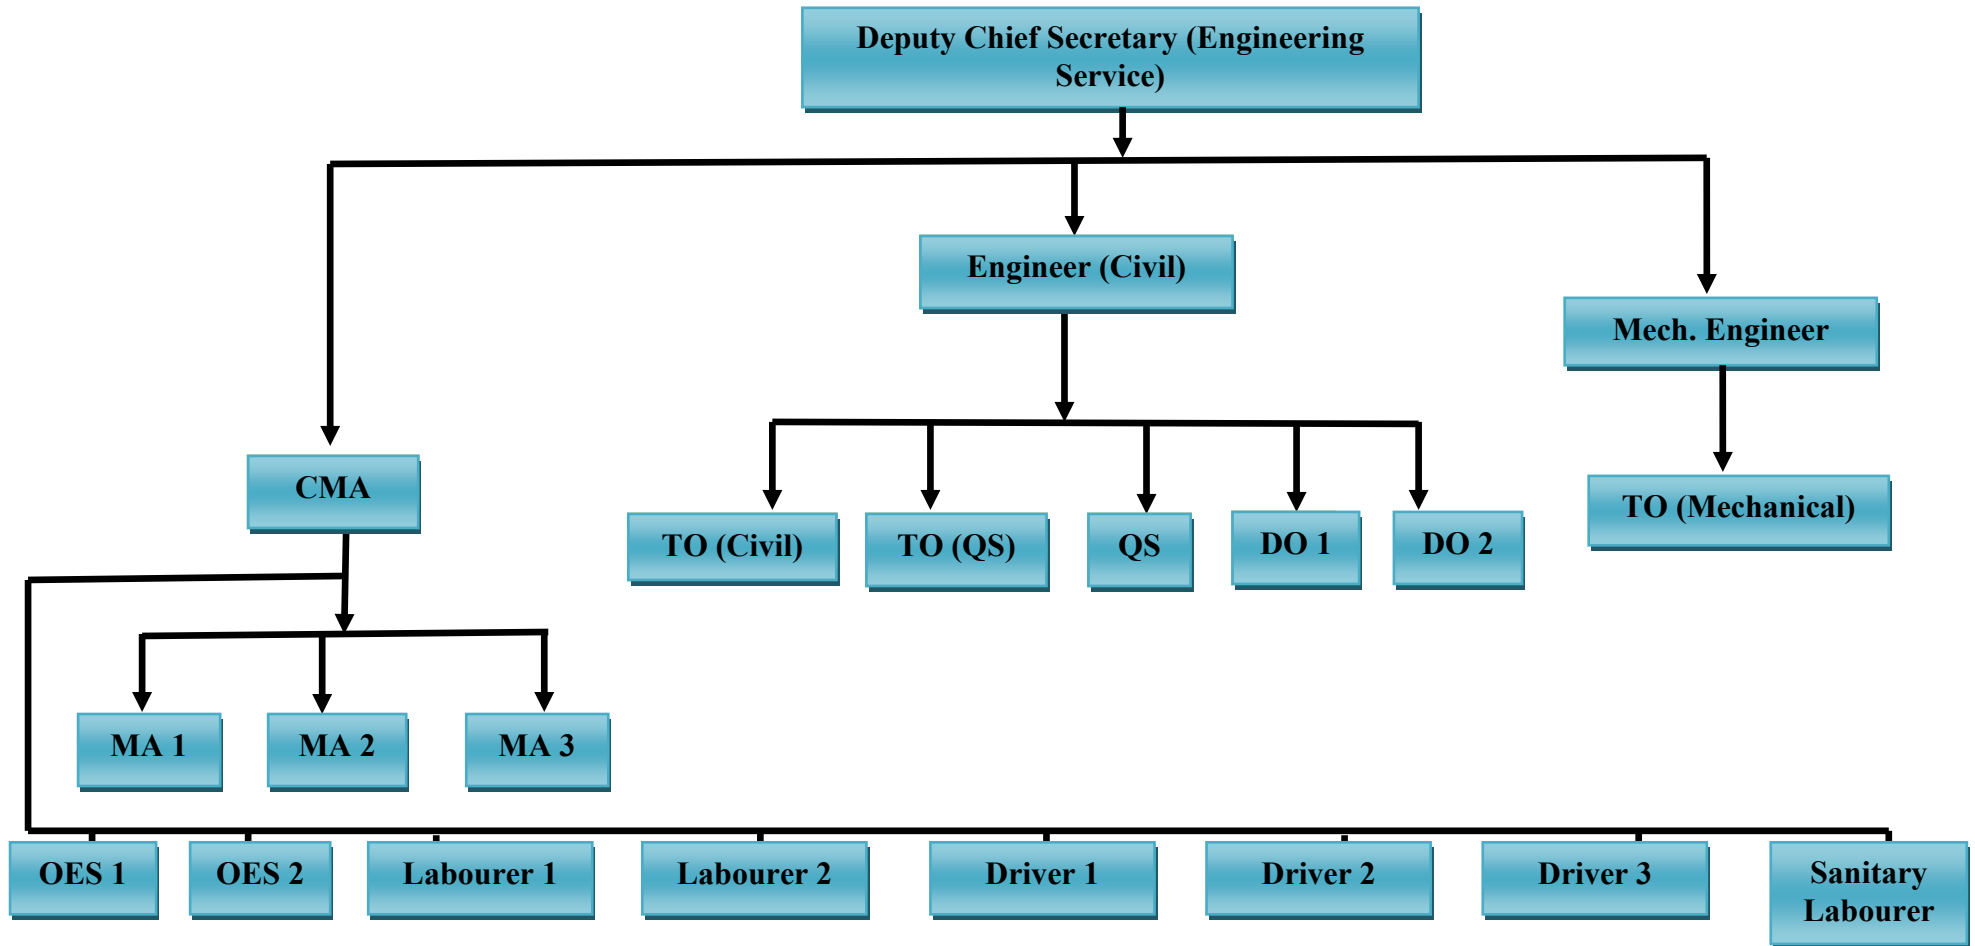 Deputy Chief Secretary (Engineering
Service)
Engineer (Civil)
Mech. Engineer
CMA
TO (Civil)
TO (QS)
QS
DO 1
DO 2
TO (Mechanical)
MA 1
MA 2
MA 3
OES 1
OES 2
Labourer 1
Labourer 2
Driver 1
Driver 2
Driver 3
Sanitary
Labourer